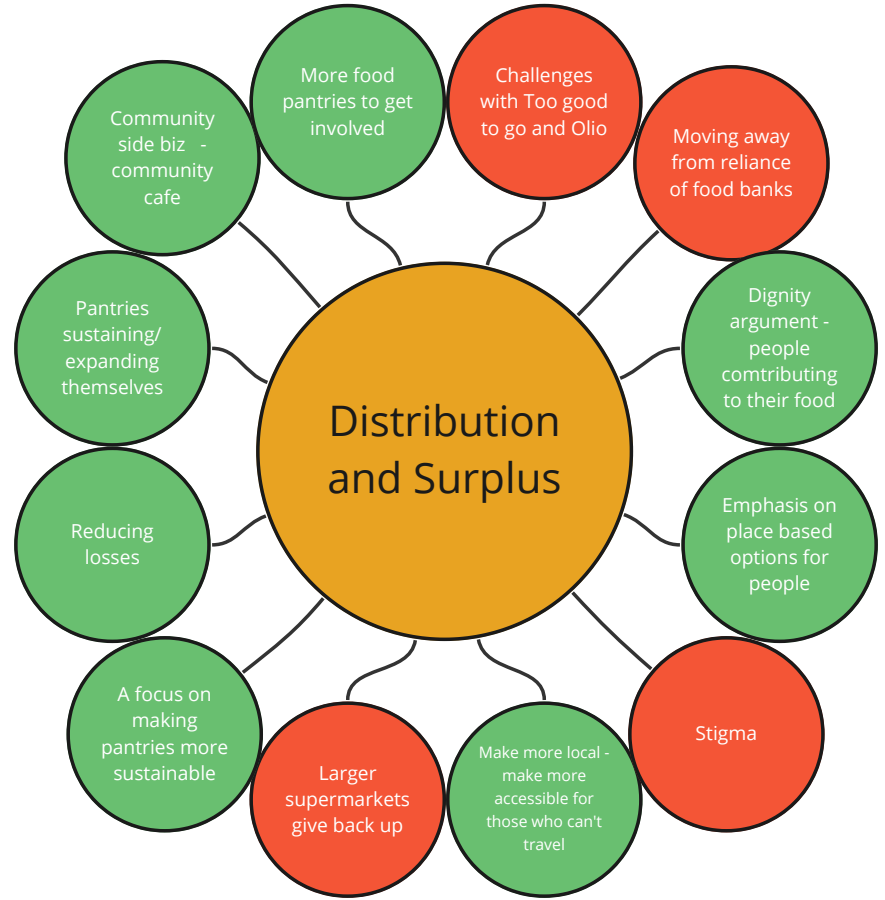 More food
pantries to get
involved
Challenges
with Too good
to go and Olio
Moving away
from reliance
of food banks
Dignity
argument -
people
comtributing
to their food
Emphasis on
place based
options for
people
Stigma
Make more local -
make more
accessible for
those who can't
travel
Larger
supermarkets
give back up
A focus on
making
pantries more
sustainable
Reducing
losses
Pantries
sustaining/
expanding
themselves
Community
side biz -
community
cafe
Distribution
and Surplus